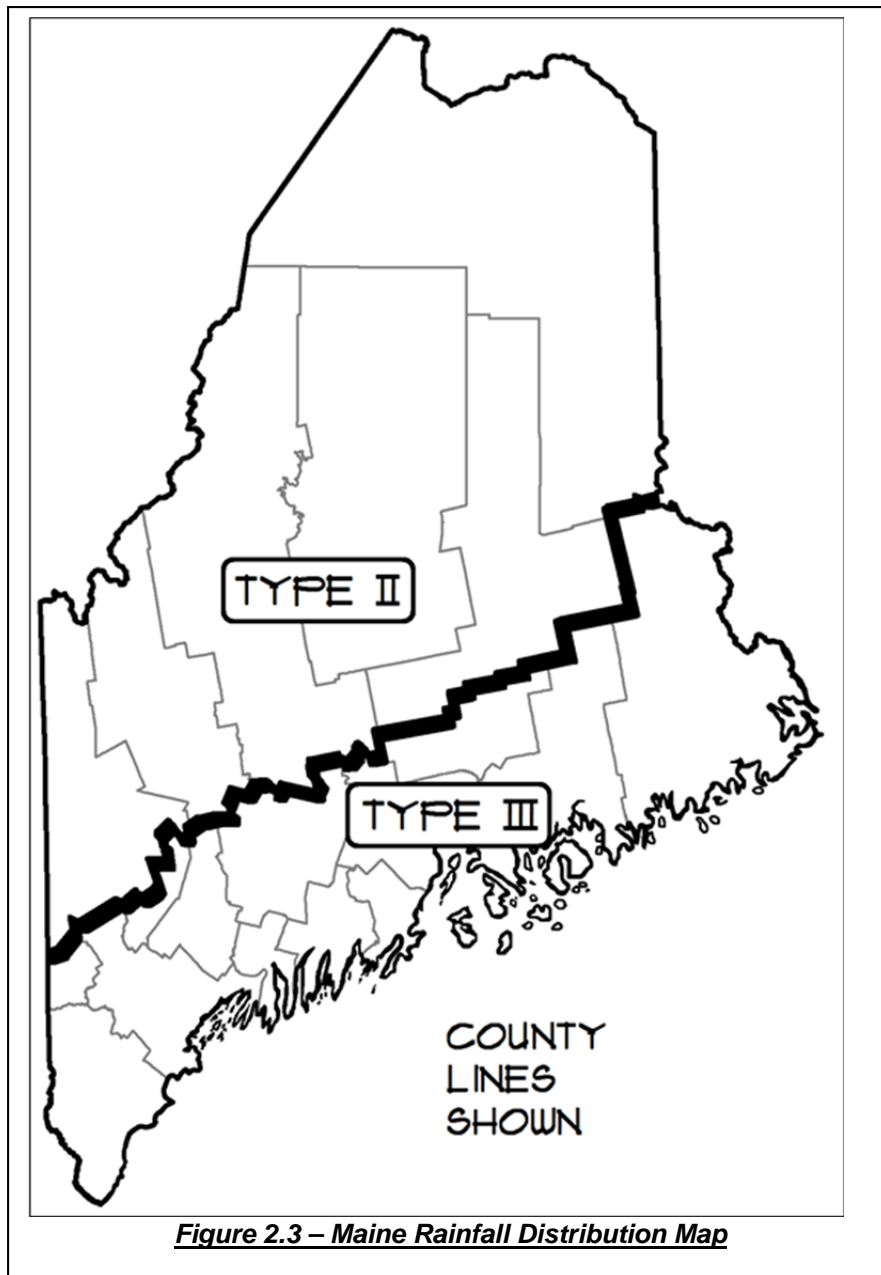 TYPE II
TYPE III
COUNTY
LINES
SHOWN
Figure 2.3 – Maine Rainfall Distribution Map